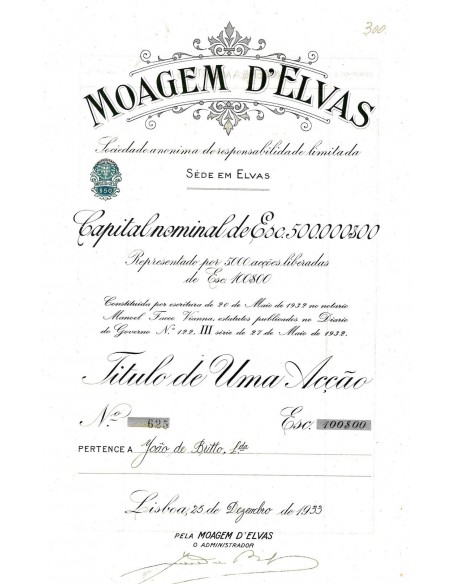 300
MOAGEM D'ELVAS
Sociedade anonima de responsabilidade limitada
SÉDE EM ELVAS
$50
Capital nominal de Esc. 500.000$00
Representado por 5000 acções liberadas
de Esc. 100$00
Constituida por escritura de 20 de Maio de 1932 no notario
Manoel Facco Vianna, estatutos publicados no Diario
do Governo N.º 122, III série de 27 de Maio de 1932.
Titulo de Uma Acção
N.º 625 Esc. 100$00
PERTENCE A João de Britto, Lda
Lisboa, 25 de Dezembro de 1933
PELA MOAGEM D'ELVAS
O ADMINISTRADOR